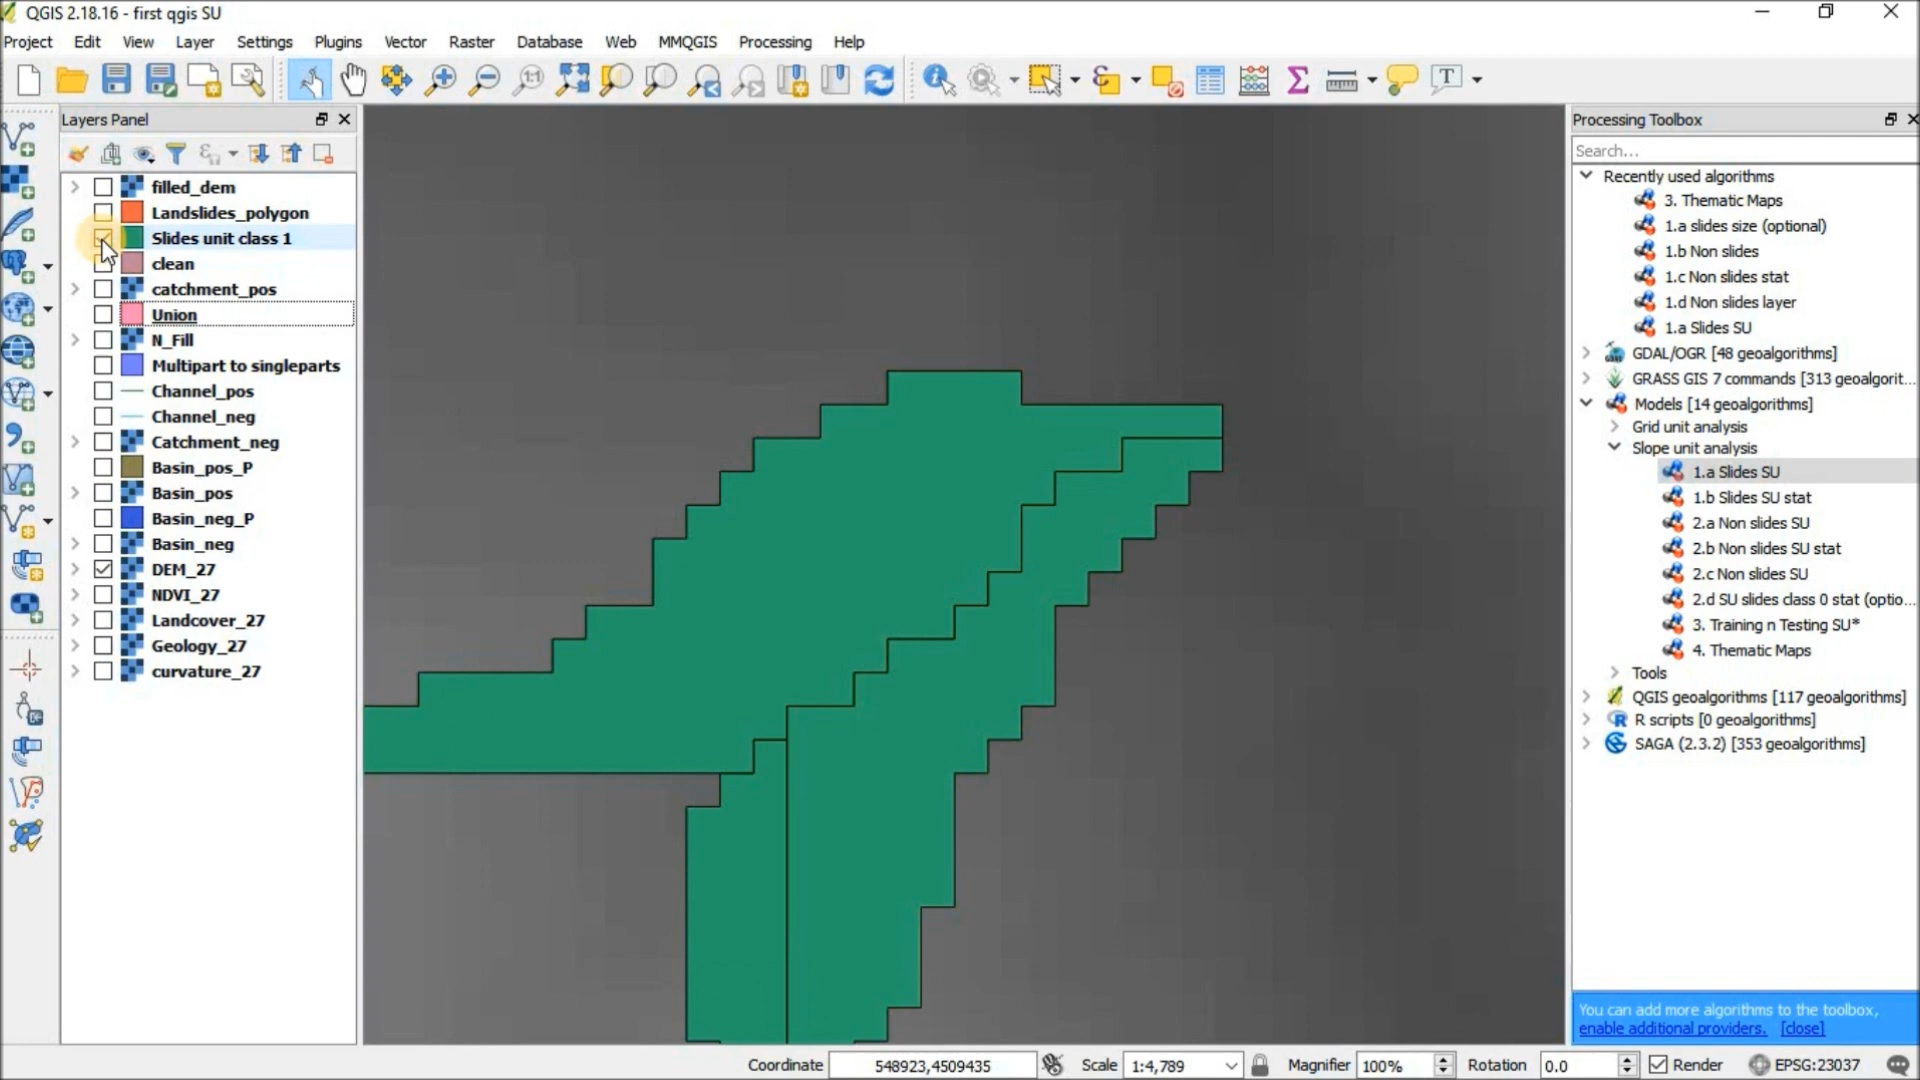 QGIS 2.18.16 - first qgis SU
Project Edit View Layer Settings Plugins Vector Raster Database Web MMQGIS Processing Help
1:1
T
Layers Panel
filled_dem
Landslides_polygon
Slides unit class 1
clean
catchment_pos
Union
N_Fill
Multipart to singleparts
Channel_pos
Channel_neg
Catchment_neg
Basin_pos_P
Basin_pos
Basin_neg_P
Basin_neg
DEM_27
NDVI_27
Landcover_27
Geology_27
curvature_27
Processing Toolbox
Search...
Recently used algorithms
3. Thematic Maps
1.a slides size (optional)
1.b Non slides
1.c Non slides stat
1.d Non slides layer
1.a Slides SU
GDAL/OGR [48 geoalgorithms]
GRASS GIS 7 commands [313 geoalgorit...
Models [14 geoalgorithms]
Grid unit analysis
Slope unit analysis
1.a Slides SU
1.b Slides SU stat
2.a Non slides SU
2.b Non slides SU stat
2.c Non slides SU
2.d SU slides class 0 stat (optio...
3. Training n Testing SU*
4. Thematic Maps
Tools
QGIS geoalgorithms [117 geoalgorithms]
R scripts [0 geoalgorithms]
SAGA (2.3.2) [353 geoalgorithms]
You can add more algorithms to the toolbox,
enable additional providers. [close]
Coordinate 548923,4509435 Scale 1:4,789 Magnifier 100% Rotation 0.0 Render EPSG:23037